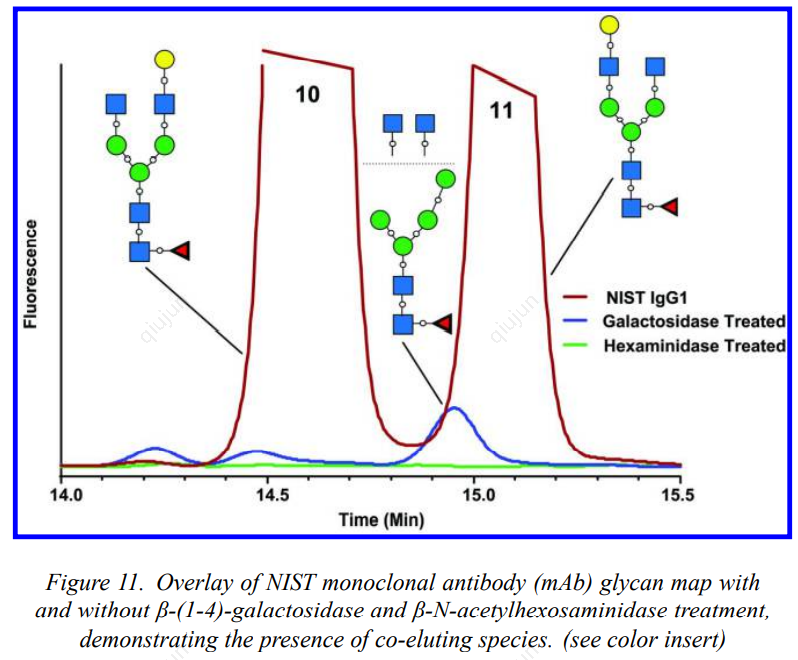 10
11
Fluorescence
NIST IgG1
Galactosidase Treated
Hexaminidase Treated
qiujun
qiujun
14.0 14.5 15.0 15.5
Time (Min)
Figure 11. Overlay of NIST monoclonal antibody (mAb) glycan map with
and without β-(1-4)-galactosidase and β-N-acetylhexosaminidase treatment,
demonstrating the presence of co-eluting species. (see color insert)